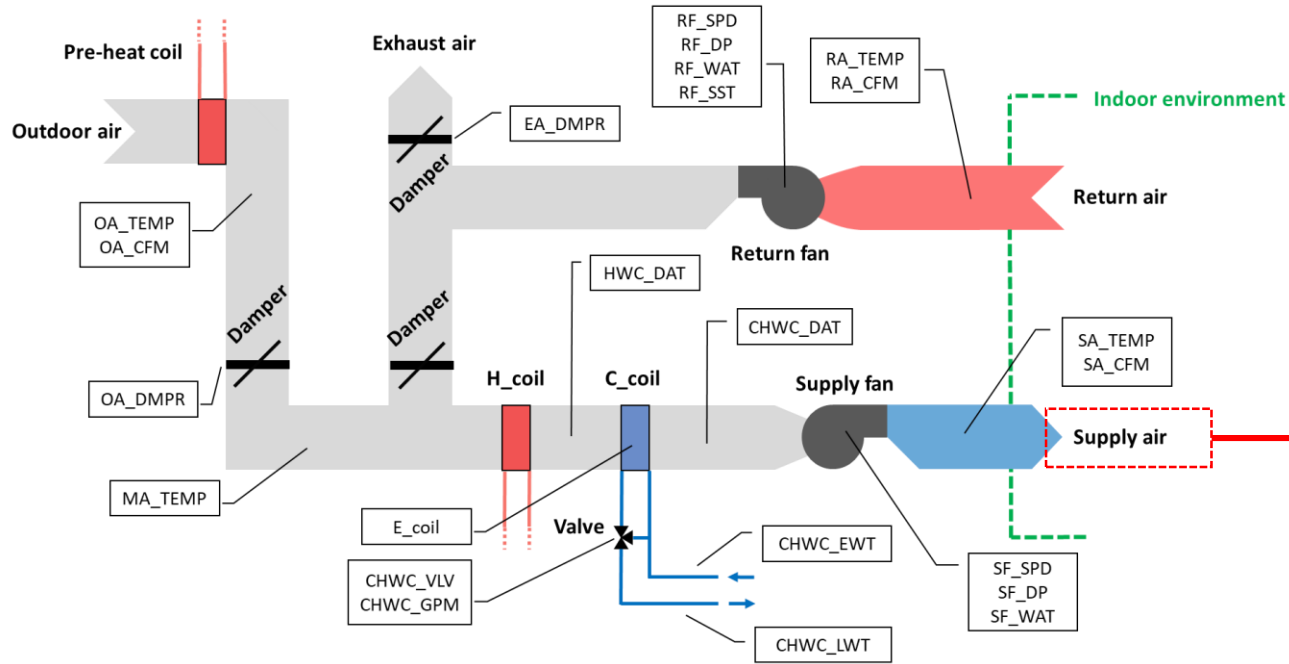 RF_SPD
RF_DP
RF_WAT
RF_SST
Pre-heat coil
Exhaust air
RA_TEMP
RA_CFM
Indoor environment
Outdoor air
EA_DMPR
Damper
Return air
OA_TEMP
OA_CFM
Return fan
HWC_DAT
Damper
Damper
CHWC_DAT
SA_TEMP
SA_CFM
OA_DMPR
H_coil
C_coil
Supply fan
Supply air
MA_TEMP
E_coil
Valve
CHWC_EWT
CHWC_VLV
CHWC_GPM
SF_SPD
SF_DP
SF_WAT
CHWC_LWT